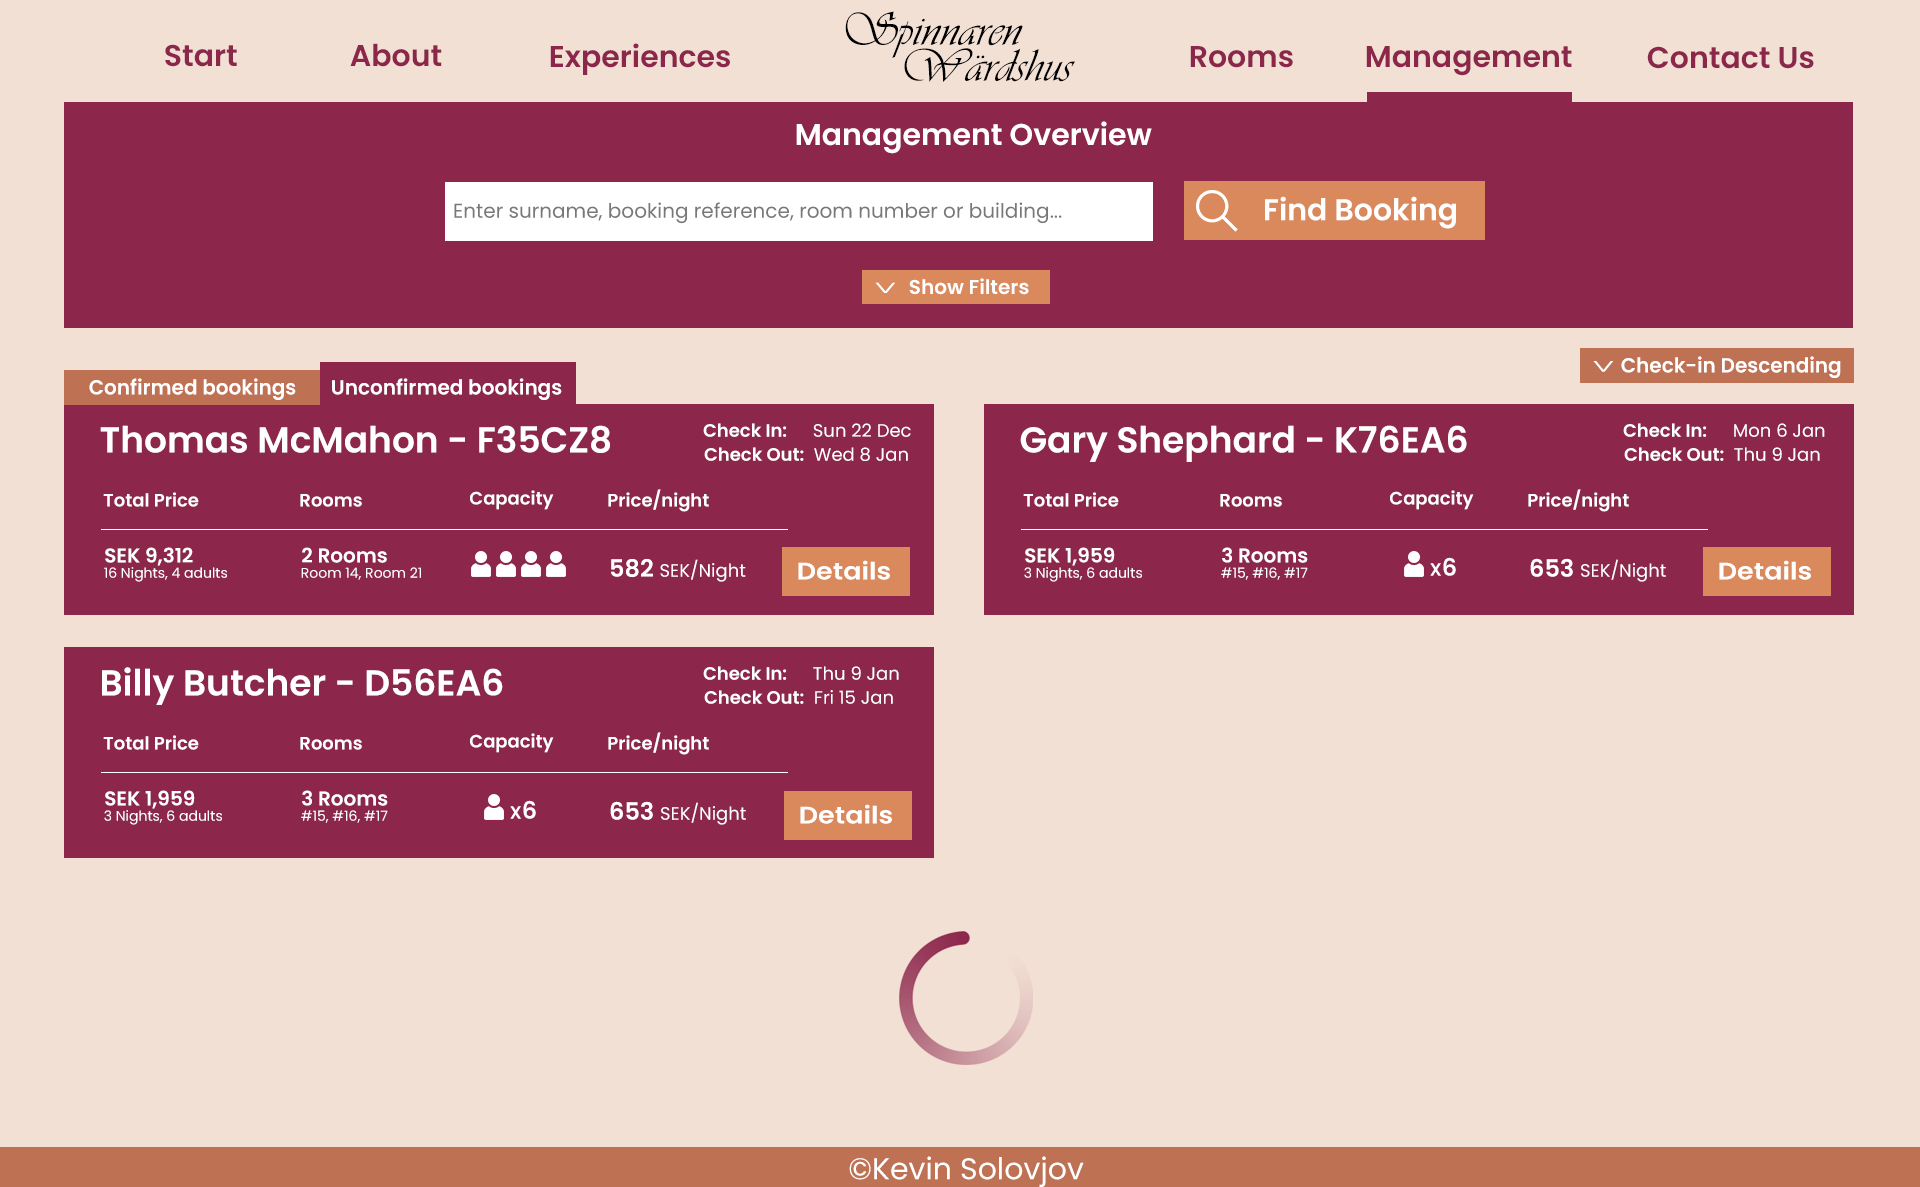 Start
About
Experiences
Spinnaren
Wärdshus
Rooms
Management
Contact Us
Management Overview
Enter surname, booking reference, room number or building...
Find Booking
Show Filters
Check-in Descending
Confirmed bookings
Unconfirmed bookings
Thomas McMahon - F35CZ8
Check In: Sun 22 Dec
Check Out: Wed 8 Jan
Total Price Rooms Capacity Price/night
SEK 9,312 2 Rooms 582 SEK/Night
16 Nights, 4 adults Room 14, Room 21
Details
Gary Shephard - K76EA6
Check In: Mon 6 Jan
Check Out: Thu 9 Jan
Total Price Rooms Capacity Price/night
SEK 1,959 3 Rooms x6 653 SEK/Night
3 Nights, 6 adults #15, #16, #17
Details
Billy Butcher - D56EA6
Check In: Thu 9 Jan
Check Out: Fri 15 Jan
Total Price Rooms Capacity Price/night
SEK 1,959 3 Rooms x6 653 SEK/Night
3 Nights, 6 adults #15, #16, #17
Details
©Kevin Solovjov